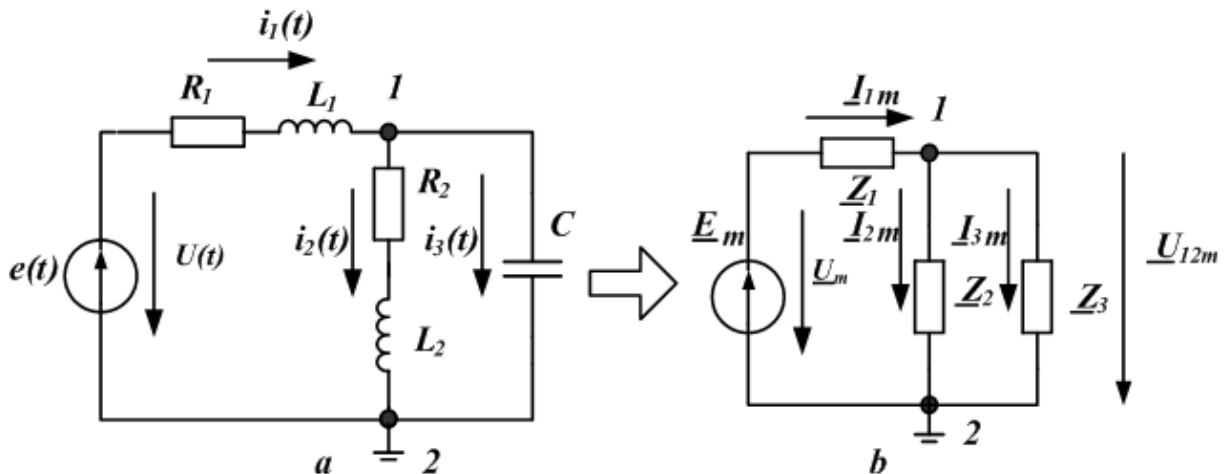 i1(t)
R1
L1
1
R2
e(t)
U(t)
i2(t)
i3(t)
C
L2
a
2
I1m
1
Z1
Em
Um
I2m
I3m
Z2
Z3
U12m
2
b